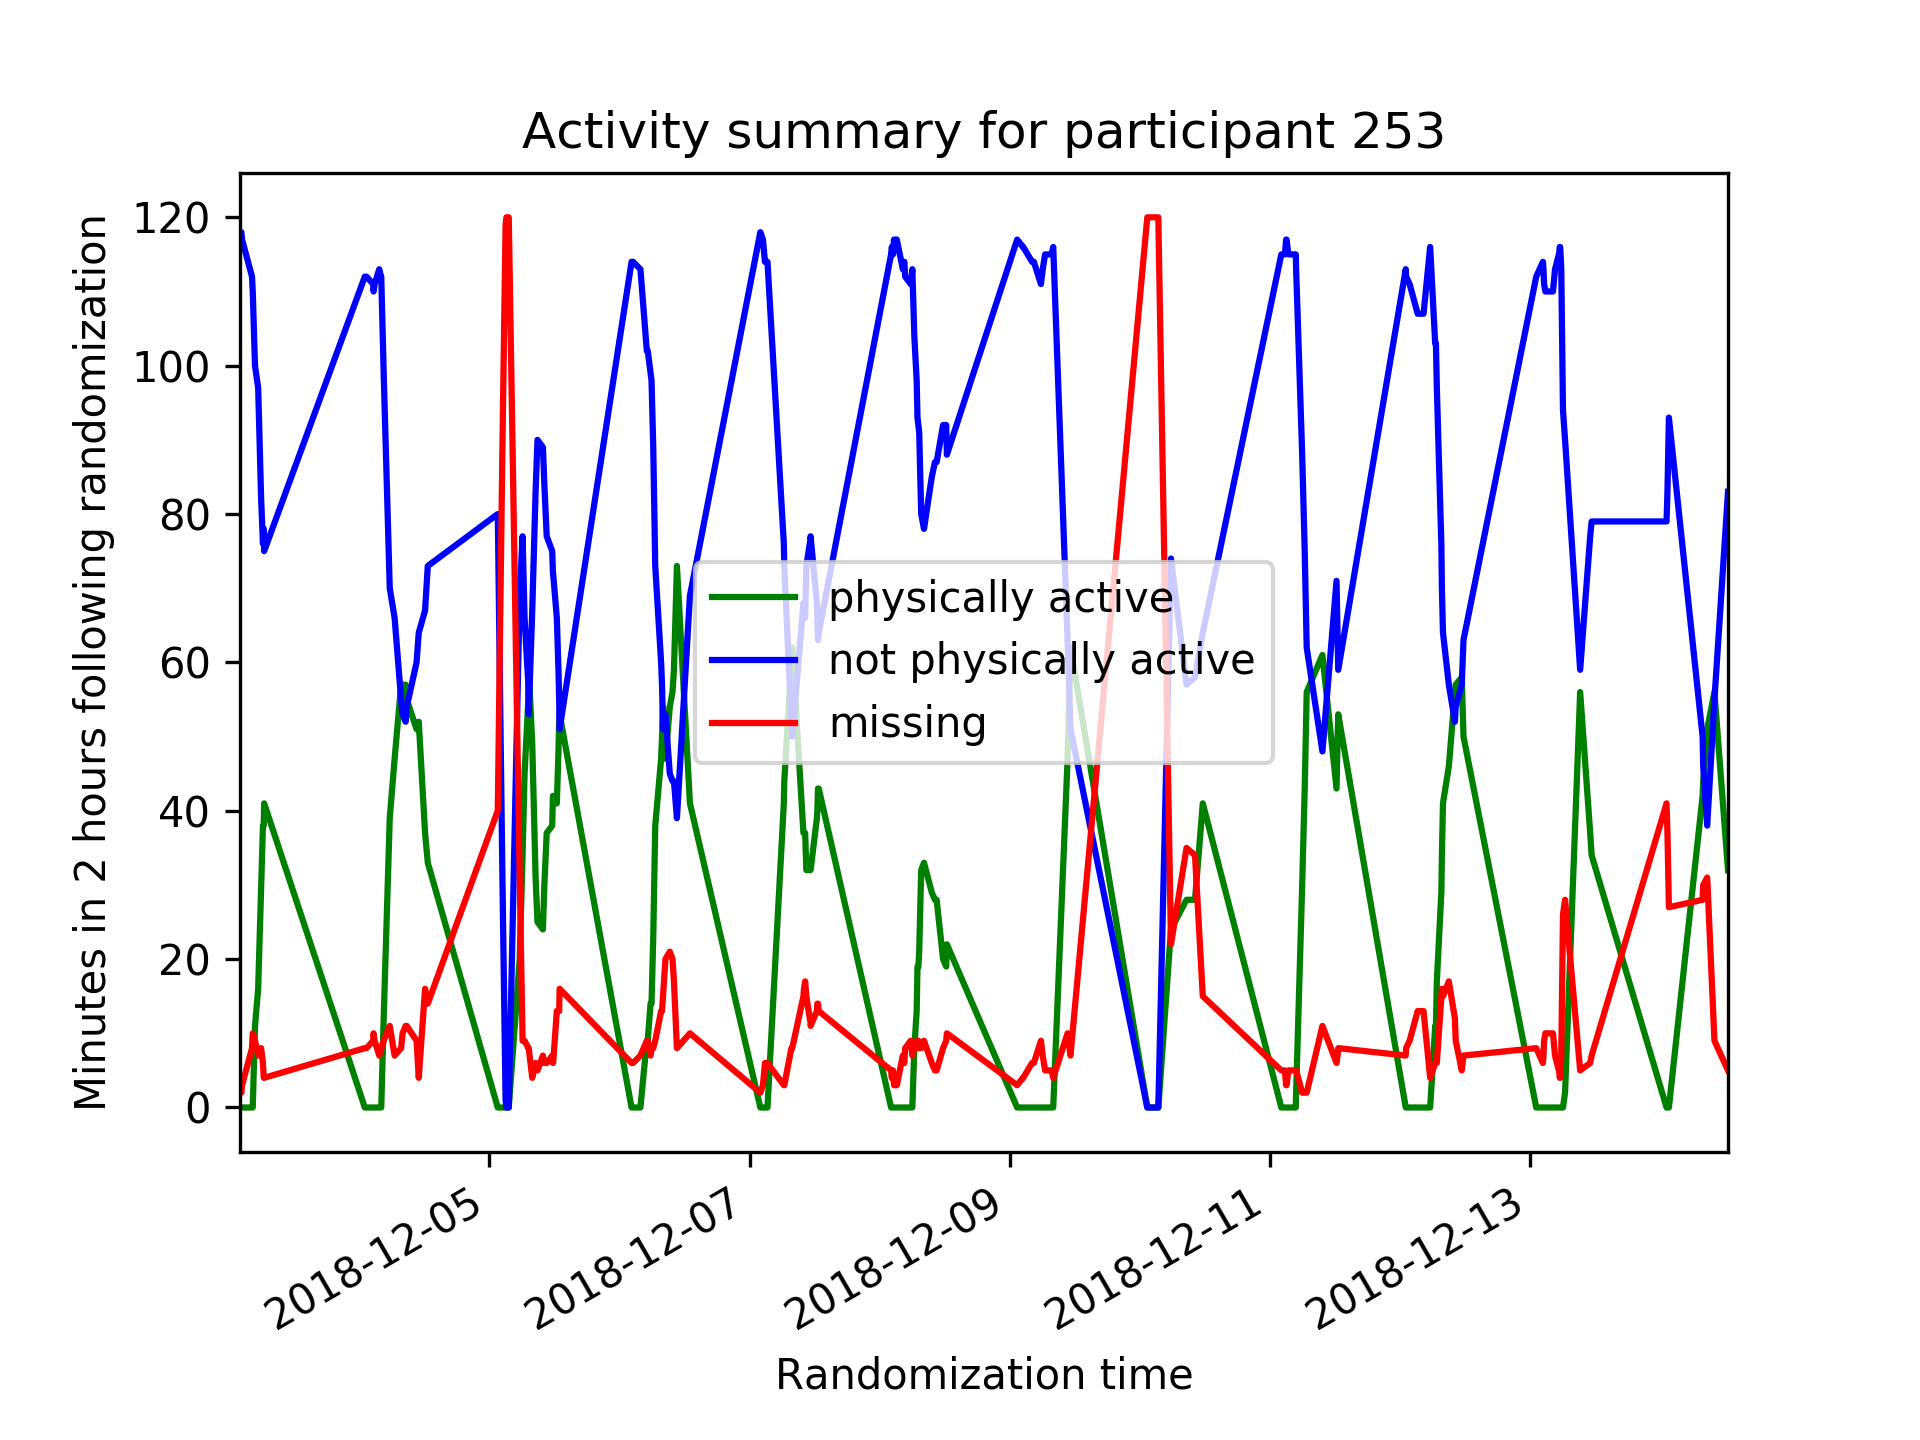 Activity summary for participant 253
Minutes in 2 hours following randomization
120
100
80
60
40
20
0
physically active
not physically active
missing
2018-12-05
2018-12-07
2018-12-09
2018-12-11
2018-12-13
Randomization time